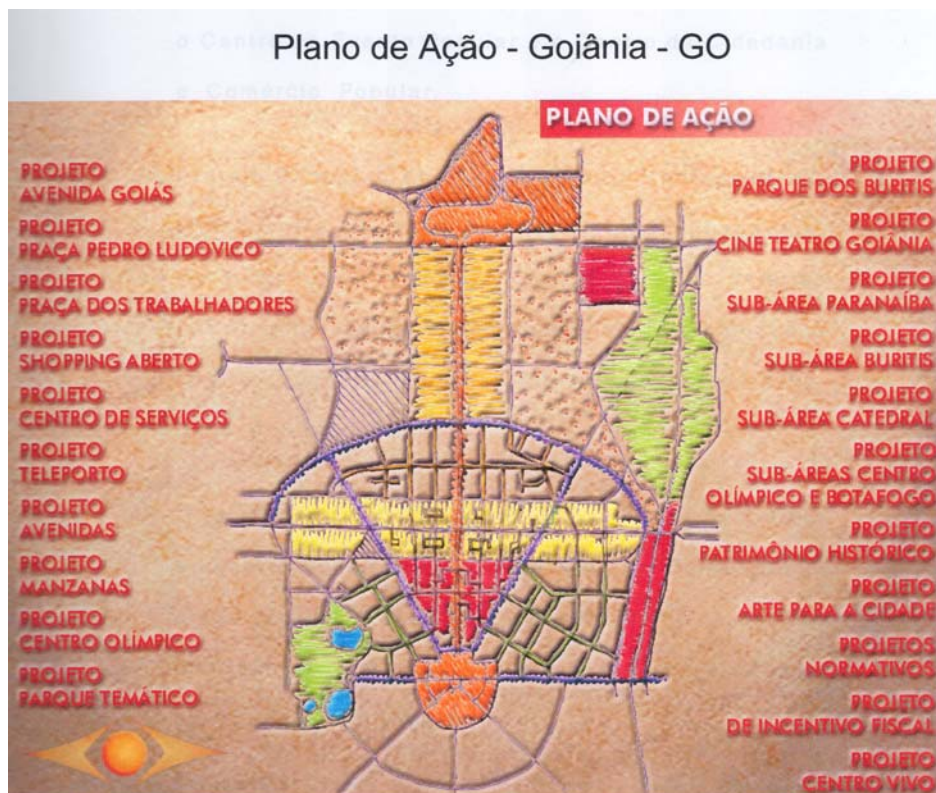 Plano de Ação - Goiânia - GO
e Comércio Popular.
PLANO DE AÇÃO
PROJETO
AVENIDA GOIÁS
PROJETO
PRAÇA PEDRO LUDOVICO
PROJETO
PRAÇA DOS TRABALHADORES
PROJETO
SHOPPING ABERTO
PROJETO
CENTRO DE SERVIÇOS
PROJETO
TELEPORTO
PROJETO
AVENIDAS
PROJETO
MANZANAS
PROJETO
CENTRO OLÍMPICO
PROJETO
PARQUE TEMÁTICO
PROJETO
PARQUE DOS BURITIS
PROJETO
CINE TEATRO GOIÂNIA
PROJETO
SUB-ÁREA PARANAÍBA
PROJETO
SUB-ÁREA BURITIS
PROJETO
SUB-ÁREA CATEDRAL
PROJETO
SUB-ÁREAS CENTRO
OLÍMPICO E BOTAFOGO
PROJETO
PATRIMÔNIO HISTÓRICO
PROJETO
ARTE PARA A CIDADE
PROJETOS
NORMATIVOS
PROJETO
DE INCENTIVO FISCAL
PROJETO
CENTRO VIVO